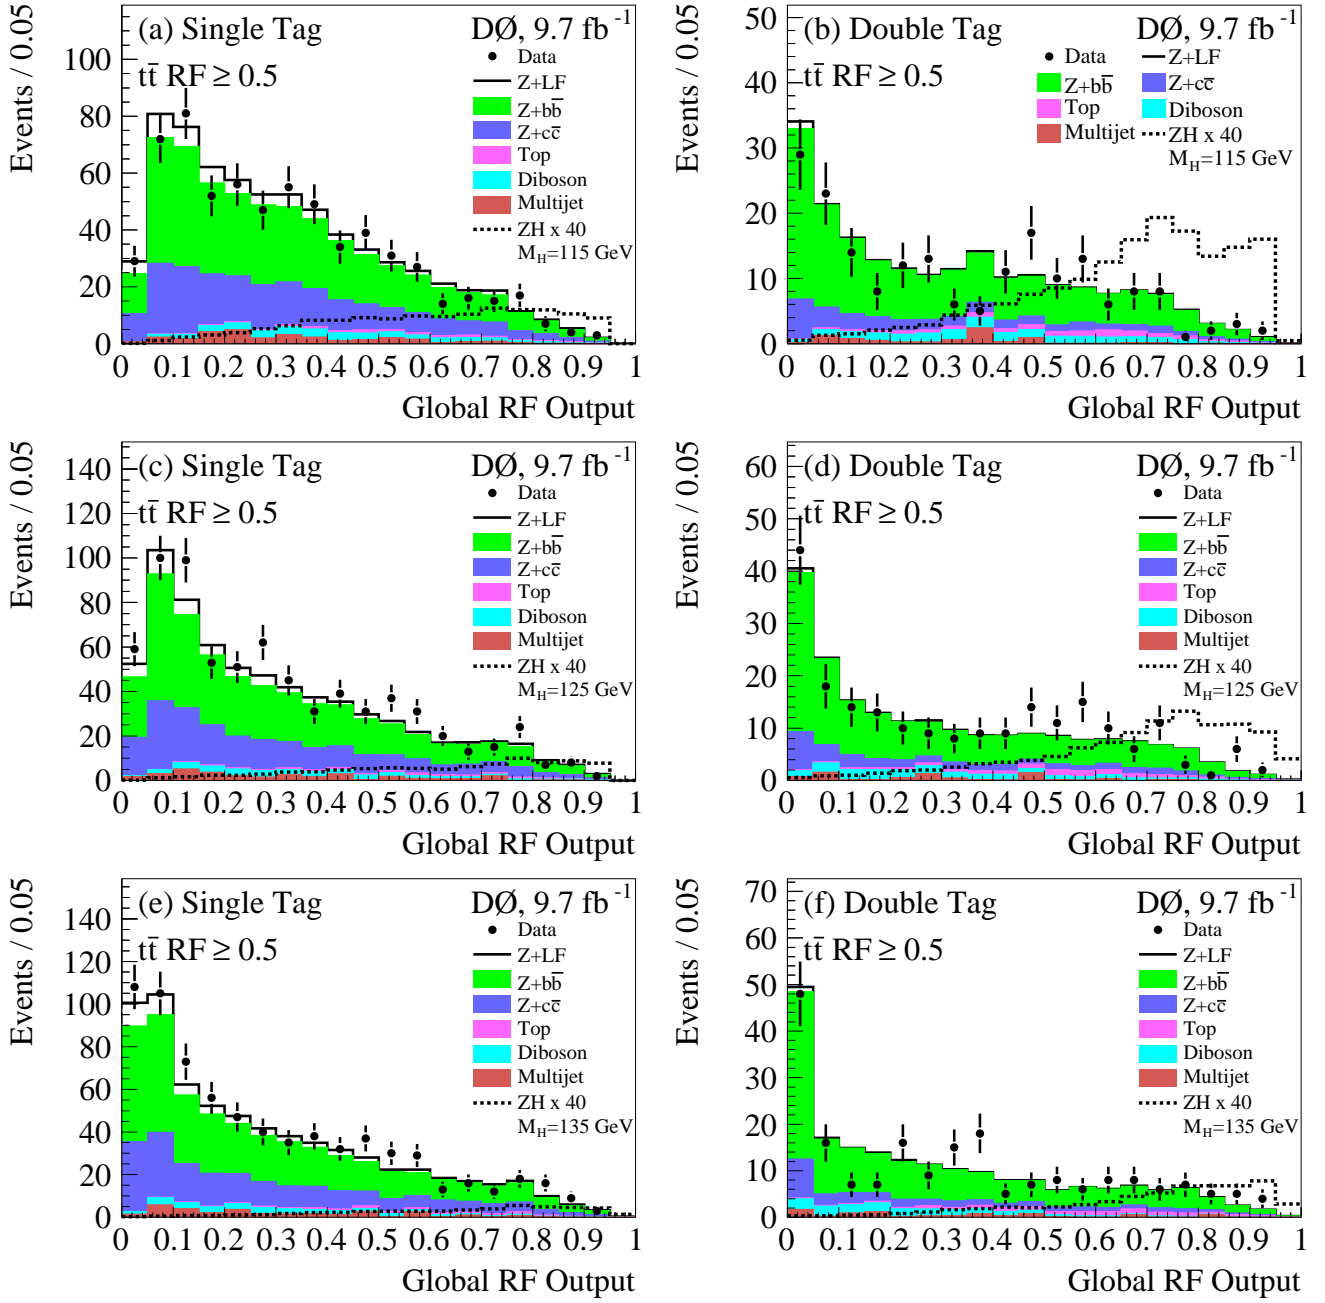 (a) Single Tag
DØ, 9.7 fb -1
tt̄ RF ≥ 0.5
Data
Z+LF
Z+bb̄
Z+cc̄
Top
Diboson
Multijet
ZH x 40
M_H=115 GeV
Events / 0.05
100
80
60
40
20
0
0 0.1 0.2 0.3 0.4 0.5 0.6 0.7 0.8 0.9 1
Global RF Output
(b) Double Tag
DØ, 9.7 fb -1
tt̄ RF ≥ 0.5
Data
Z+LF
Z+bb̄
Z+cc̄
Top
Diboson
Multijet
ZH x 40
M_H=115 GeV
Events / 0.05
50
40
30
20
10
0
0 0.1 0.2 0.3 0.4 0.5 0.6 0.7 0.8 0.9 1
Global RF Output
(c) Single Tag
DØ, 9.7 fb -1
tt̄ RF ≥ 0.5
Data
Z+LF
Z+bb̄
Z+cc̄
Top
Diboson
Multijet
ZH x 40
M_H=125 GeV
Events / 0.05
140
120
100
80
60
40
20
0
0 0.1 0.2 0.3 0.4 0.5 0.6 0.7 0.8 0.9 1
Global RF Output
(d) Double Tag
DØ, 9.7 fb -1
tt̄ RF ≥ 0.5
Data
Z+LF
Z+bb̄
Z+cc̄
Top
Diboson
Multijet
ZH x 40
M_H=125 GeV
Events / 0.05
60
50
40
30
20
10
0
0 0.1 0.2 0.3 0.4 0.5 0.6 0.7 0.8 0.9 1
Global RF Output
(e) Single Tag
DØ, 9.7 fb -1
tt̄ RF ≥ 0.5
Data
Z+LF
Z+bb̄
Z+cc̄
Top
Diboson
Multijet
ZH x 40
M_H=135 GeV
Events / 0.05
140
120
100
80
60
40
20
0
0 0.1 0.2 0.3 0.4 0.5 0.6 0.7 0.8 0.9 1
Global RF Output
(f) Double Tag
DØ, 9.7 fb -1
tt̄ RF ≥ 0.5
Data
Z+LF
Z+bb̄
Z+cc̄
Top
Diboson
Multijet
ZH x 40
M_H=135 GeV
Events / 0.05
70
60
50
40
30
20
10
0
0 0.1 0.2 0.3 0.4 0.5 0.6 0.7 0.8 0.9 1
Global RF Output